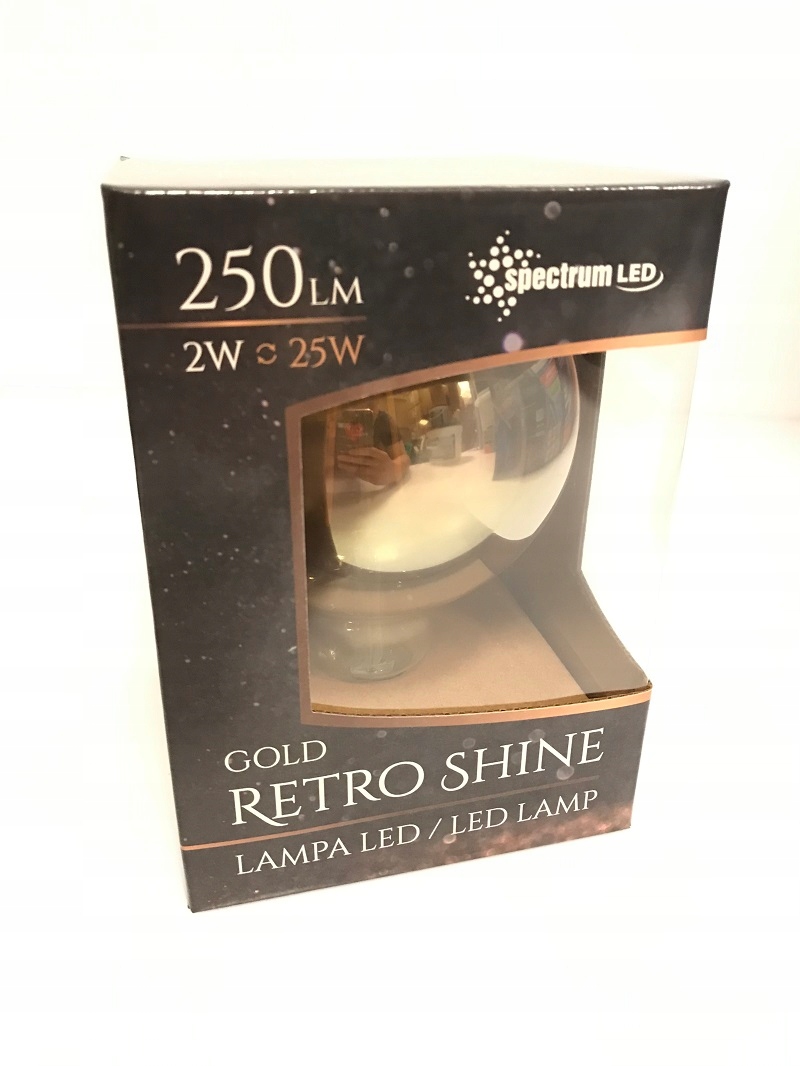 250LM
2W ≎ 25W
spectrum LED
GOLD
RETRO SHINE
LAMPA LED / LED LAMP